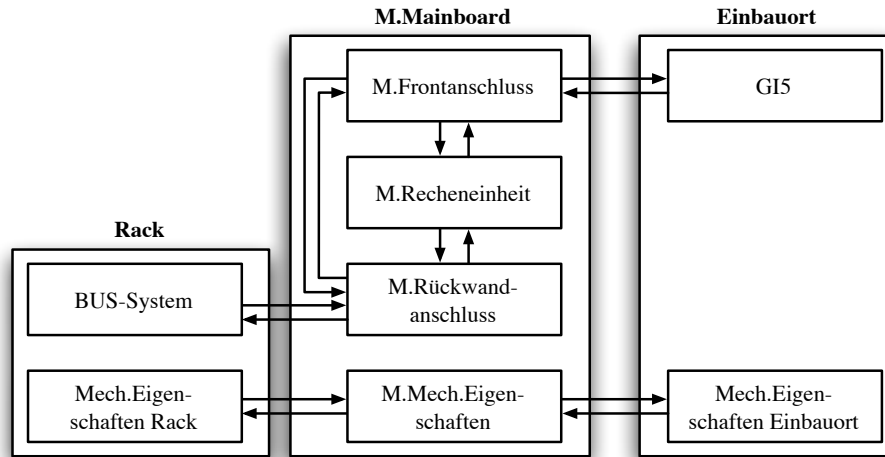 M.Mainboard
Einbauort
M.Frontanschluss
GI5
M.Recheneinheit
Rack
BUS-System
M.Rückwand-
anschluss
Mech.Eigen-
schaften Rack
M.Mech.Eigen-
schaften
Mech.Eigen-
schaften Einbauort